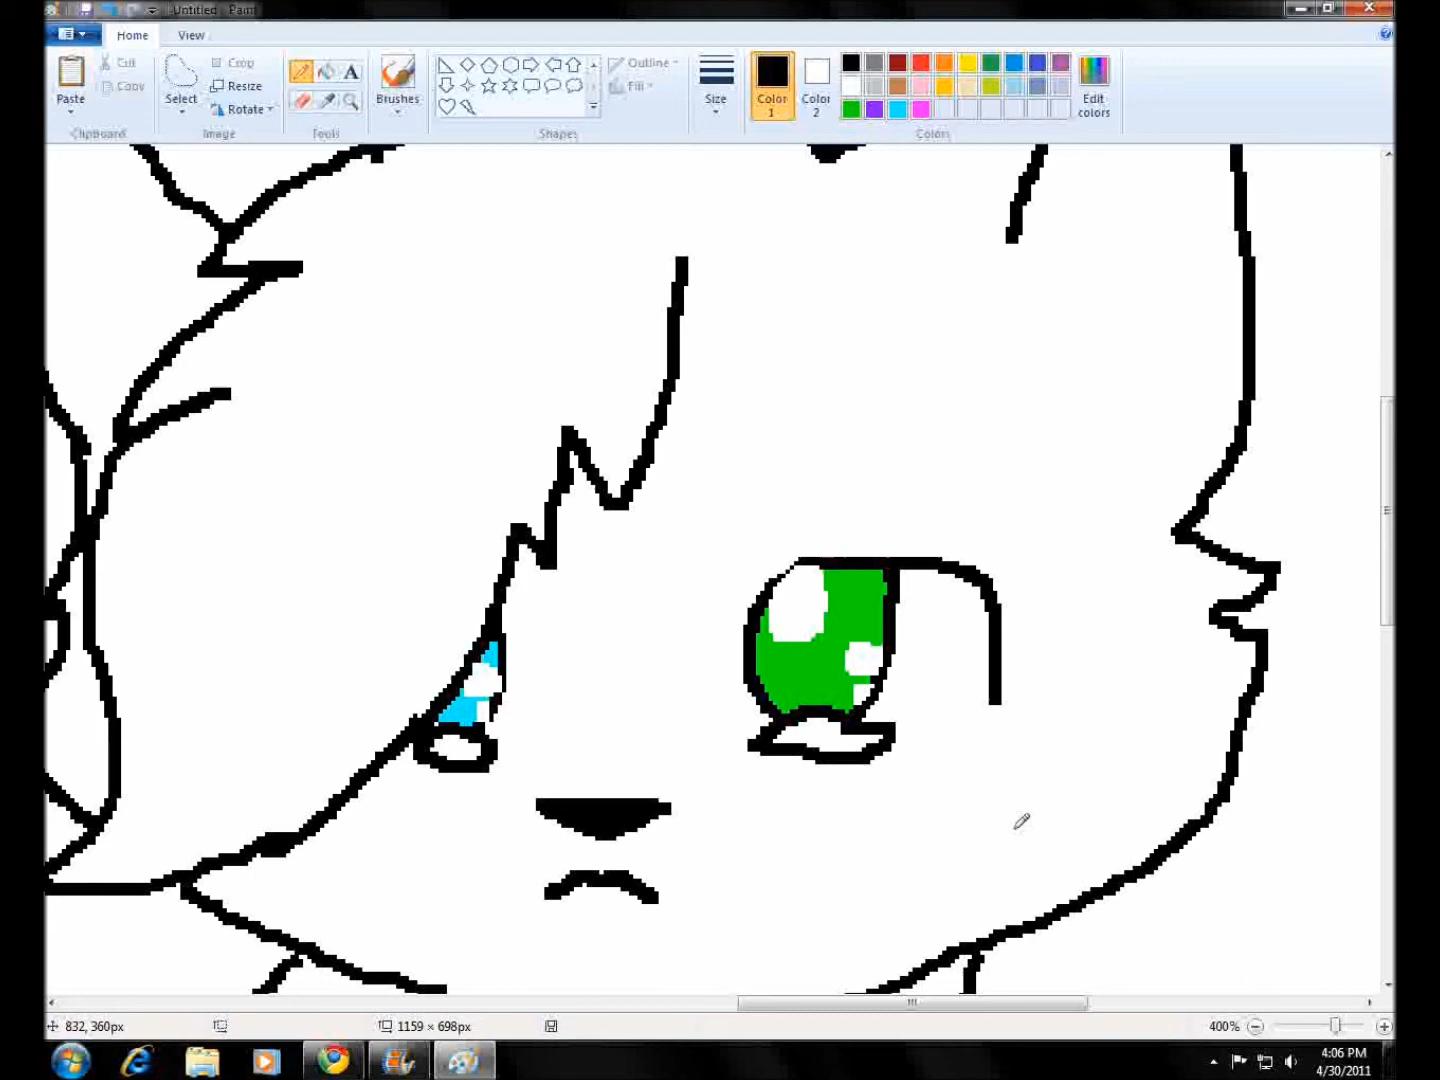 Untitled - Paint
Home View
Paste
Cut
Copy
Clipboard
Select
Crop
Resize
Rotate
Image
A
Tools
Brushes
Outline
Fill
Shapes
Size
Color 1
Color 2
Edit colors
Colors
832, 360px
1159 × 698px
400%
4:06 PM
4/30/2011